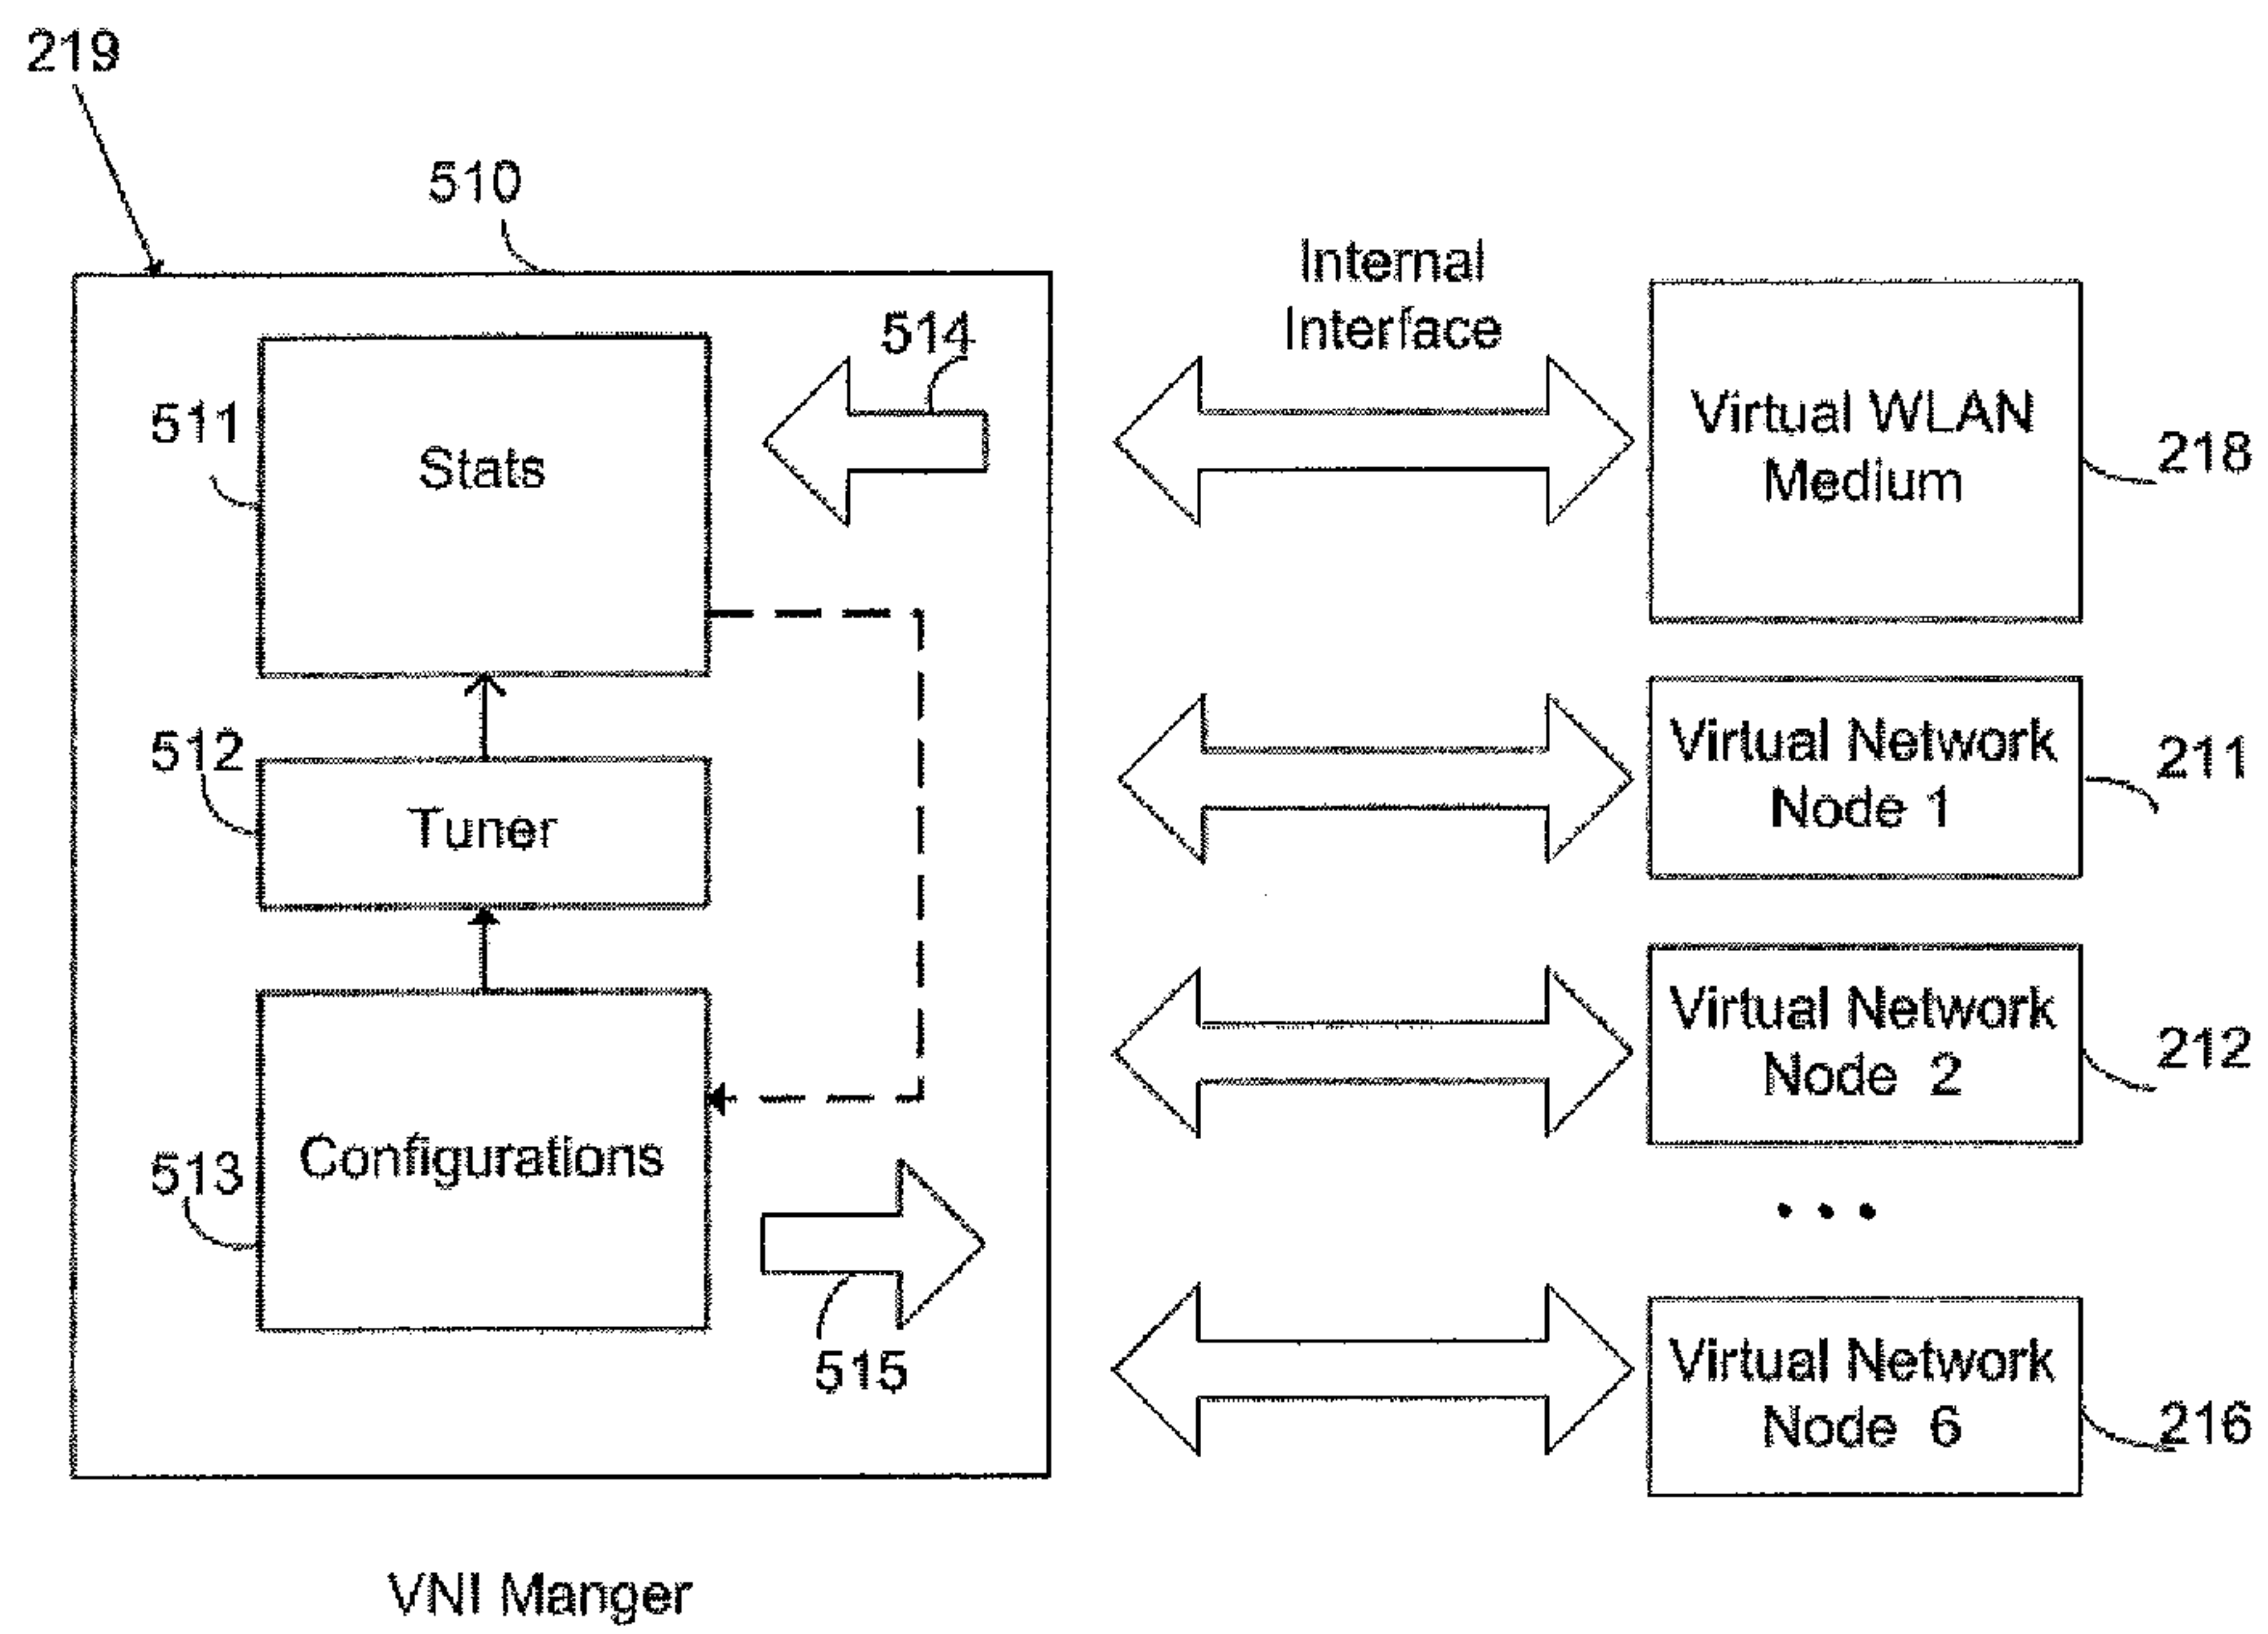 219
510
Internal
Interface
514
511
Stats
Virtual WLAN
Medium
218
512
Tuner
Virtual Network
Node 1
211
Virtual Network
Node 2
212
513
Configurations
...
515
Virtual Network
Node 6
216
VNI Manger